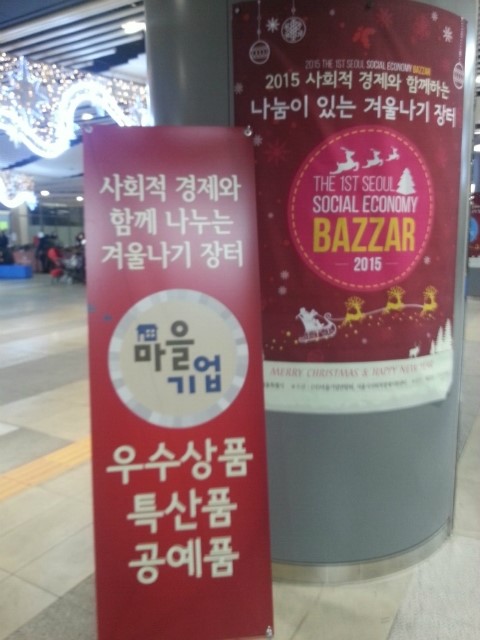 사회적 경제와
함께 나누는
겨울나기 장터
마을
기업
우수상품
특산품
공예품
2015 THE 1ST SEOUL SOCIAL ECONOMY BAZZAR
2015 사회적 경제와 함께하는
나눔이 있는 겨울나기 장터
THE 1ST SEOUL
SOCIAL ECONOMY
BAZZAR
2015
MERRY CHRISTMAS & HAPPY NEW YEAR